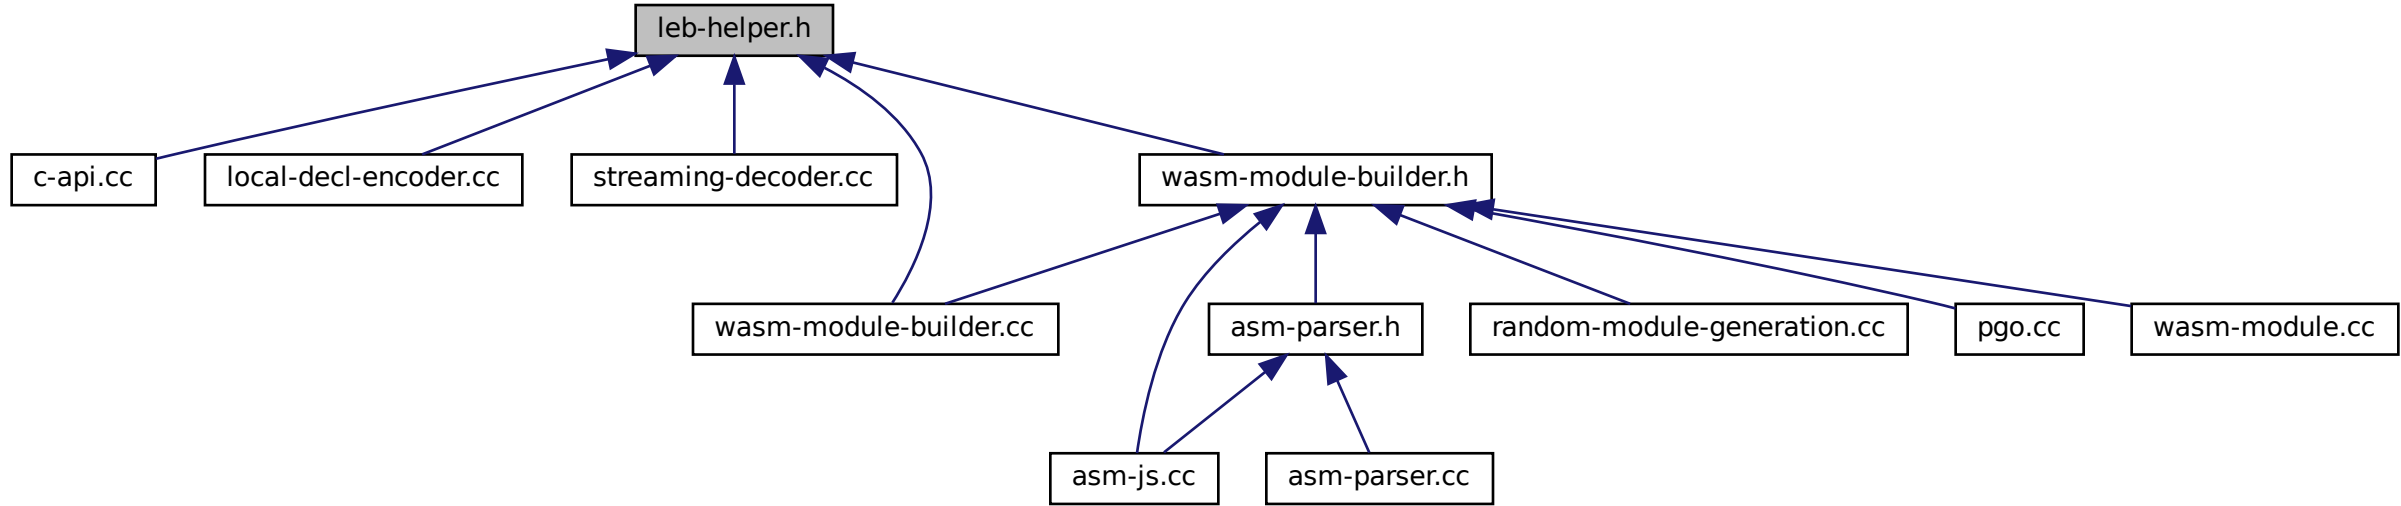 leb-helper.h
c-api.cc
local-decl-encoder.cc
streaming-decoder.cc
wasm-module-builder.h
wasm-module-builder.cc
asm-parser.h
random-module-generation.cc
pgo.cc
wasm-module.cc
asm-js.cc
asm-parser.cc